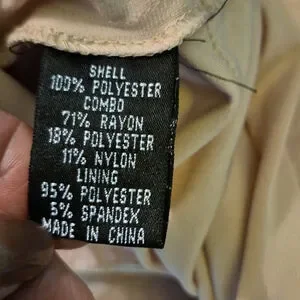 SHELL
100% POLYESTER
COMBO
71% RAYON
18% POLYESTER
11% NYLON
LINING
95% POLYESTER
5% SPANDEX
MADE IN CHINA